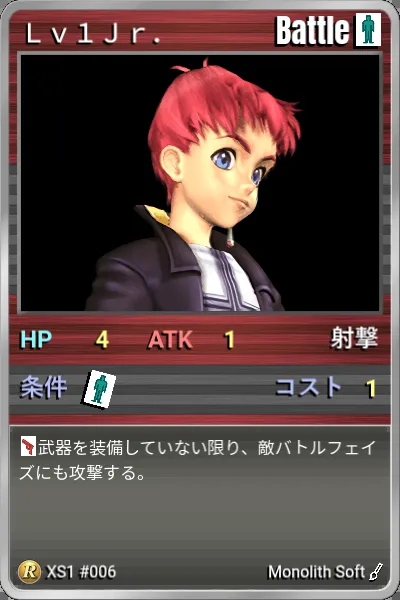 Ｌｖ１Ｊｒ．
Battle
HP 4 ATK 1 射撃
条件 コスト 1
武器を装備していない限り、敵バトルフェイ
ズにも攻撃する。
R XS1 #006 Monolith Soft